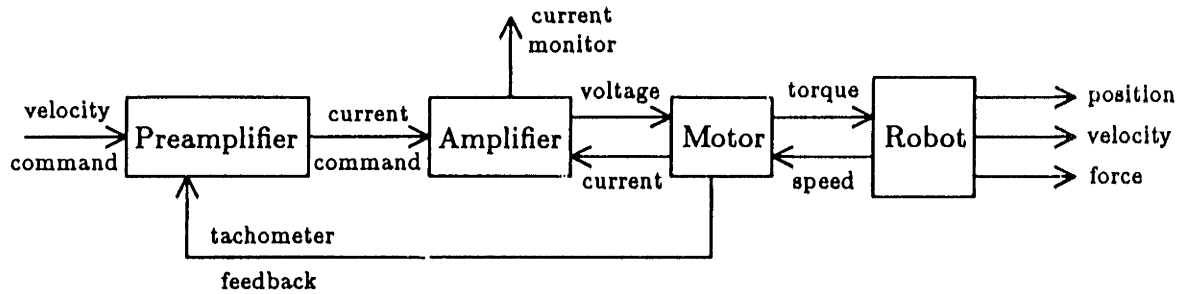 current
monitor
velocity
command
Preamplifier
current
command
Amplifier
voltage
current
Motor
torque
speed
Robot
position
velocity
force
tachometer
feedback